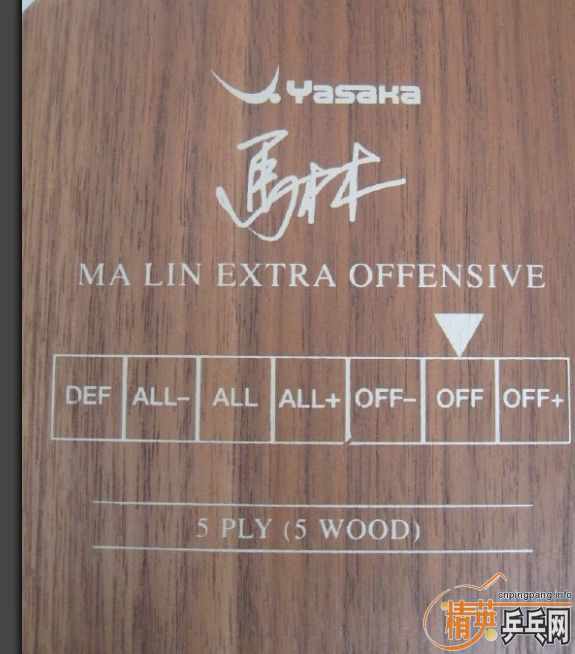 Yasaka
馬林
MA LIN EXTRA OFFENSIVE
DEF ALL- ALL ALL+ OFF- OFF OFF+
5 PLY (5 WOOD)
cnpingpang.info
精英乒乓网